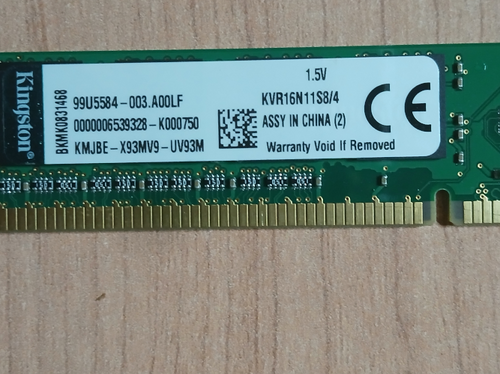 Kingston®
BKMK0831468
99U5584-003.A00LF
0000006539328-K000750
KMJBE-X93MV9-UV93M
1.5V
KVR16N11S8/4
ASSY IN CHINA (2)
Warranty Void If Removed
CE